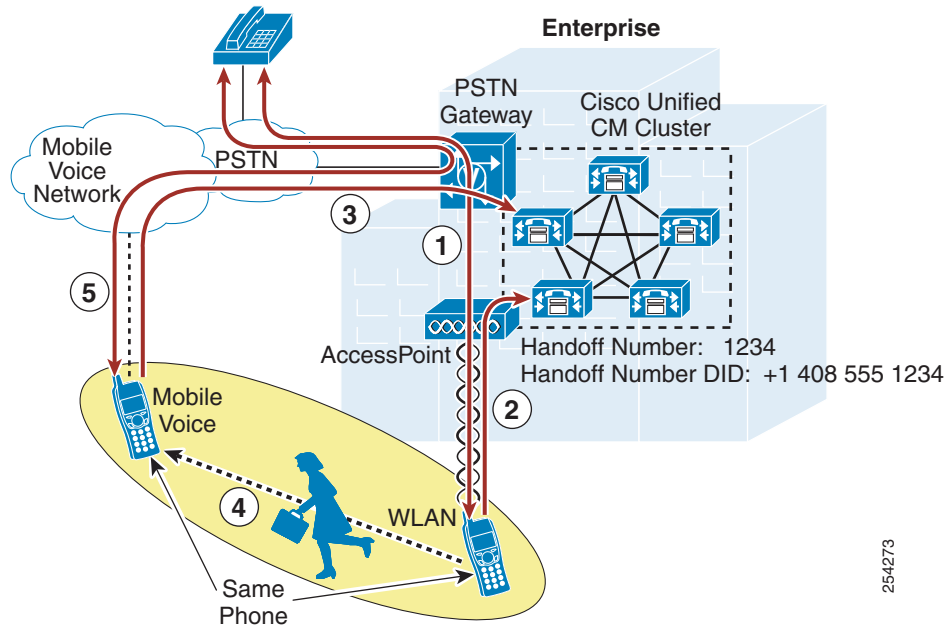 Enterprise
PSTN
Gateway
Cisco Unified
CM Cluster
Mobile
Voice
Network
PSTN
3
1
5
AccessPoint
Handoff Number: 1234
Handoff Number DID: +1 408 555 1234
2
Mobile
Voice
4
WLAN
Same
Phone
254273